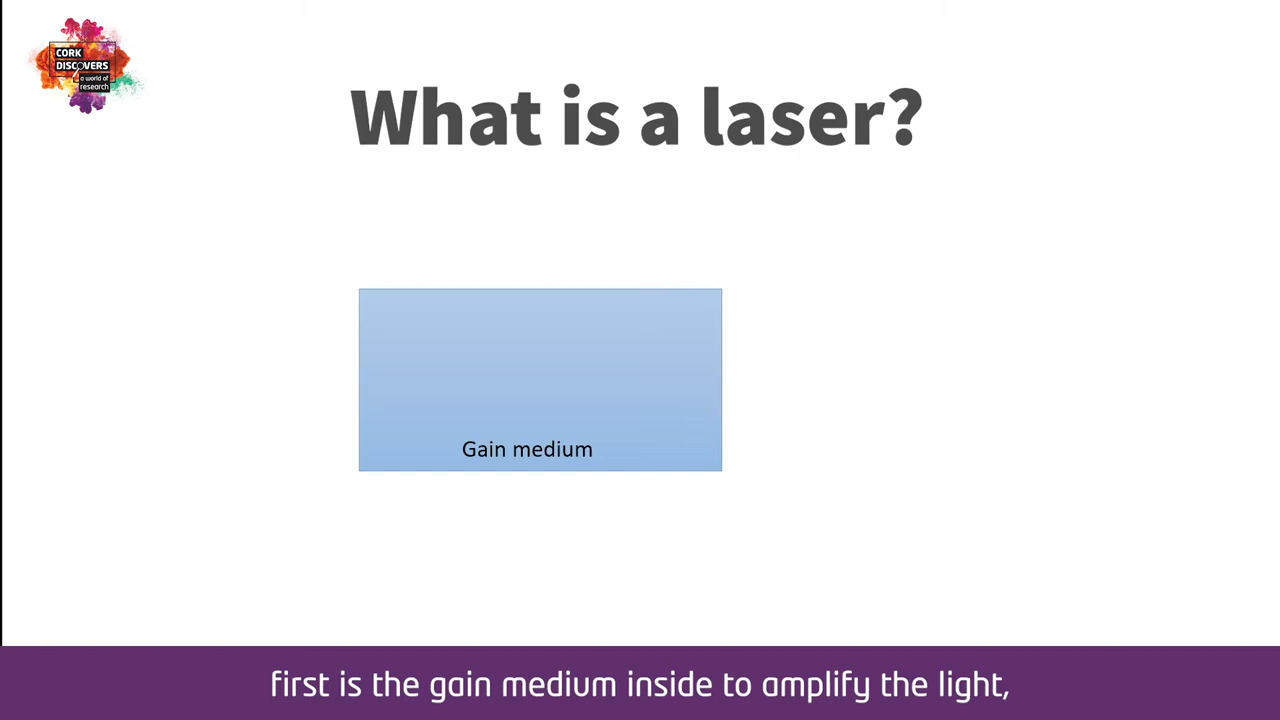 CORK
DISCOVERS
a world of
research
What is a laser?
Gain medium
first is the gain medium inside to amplify the light,